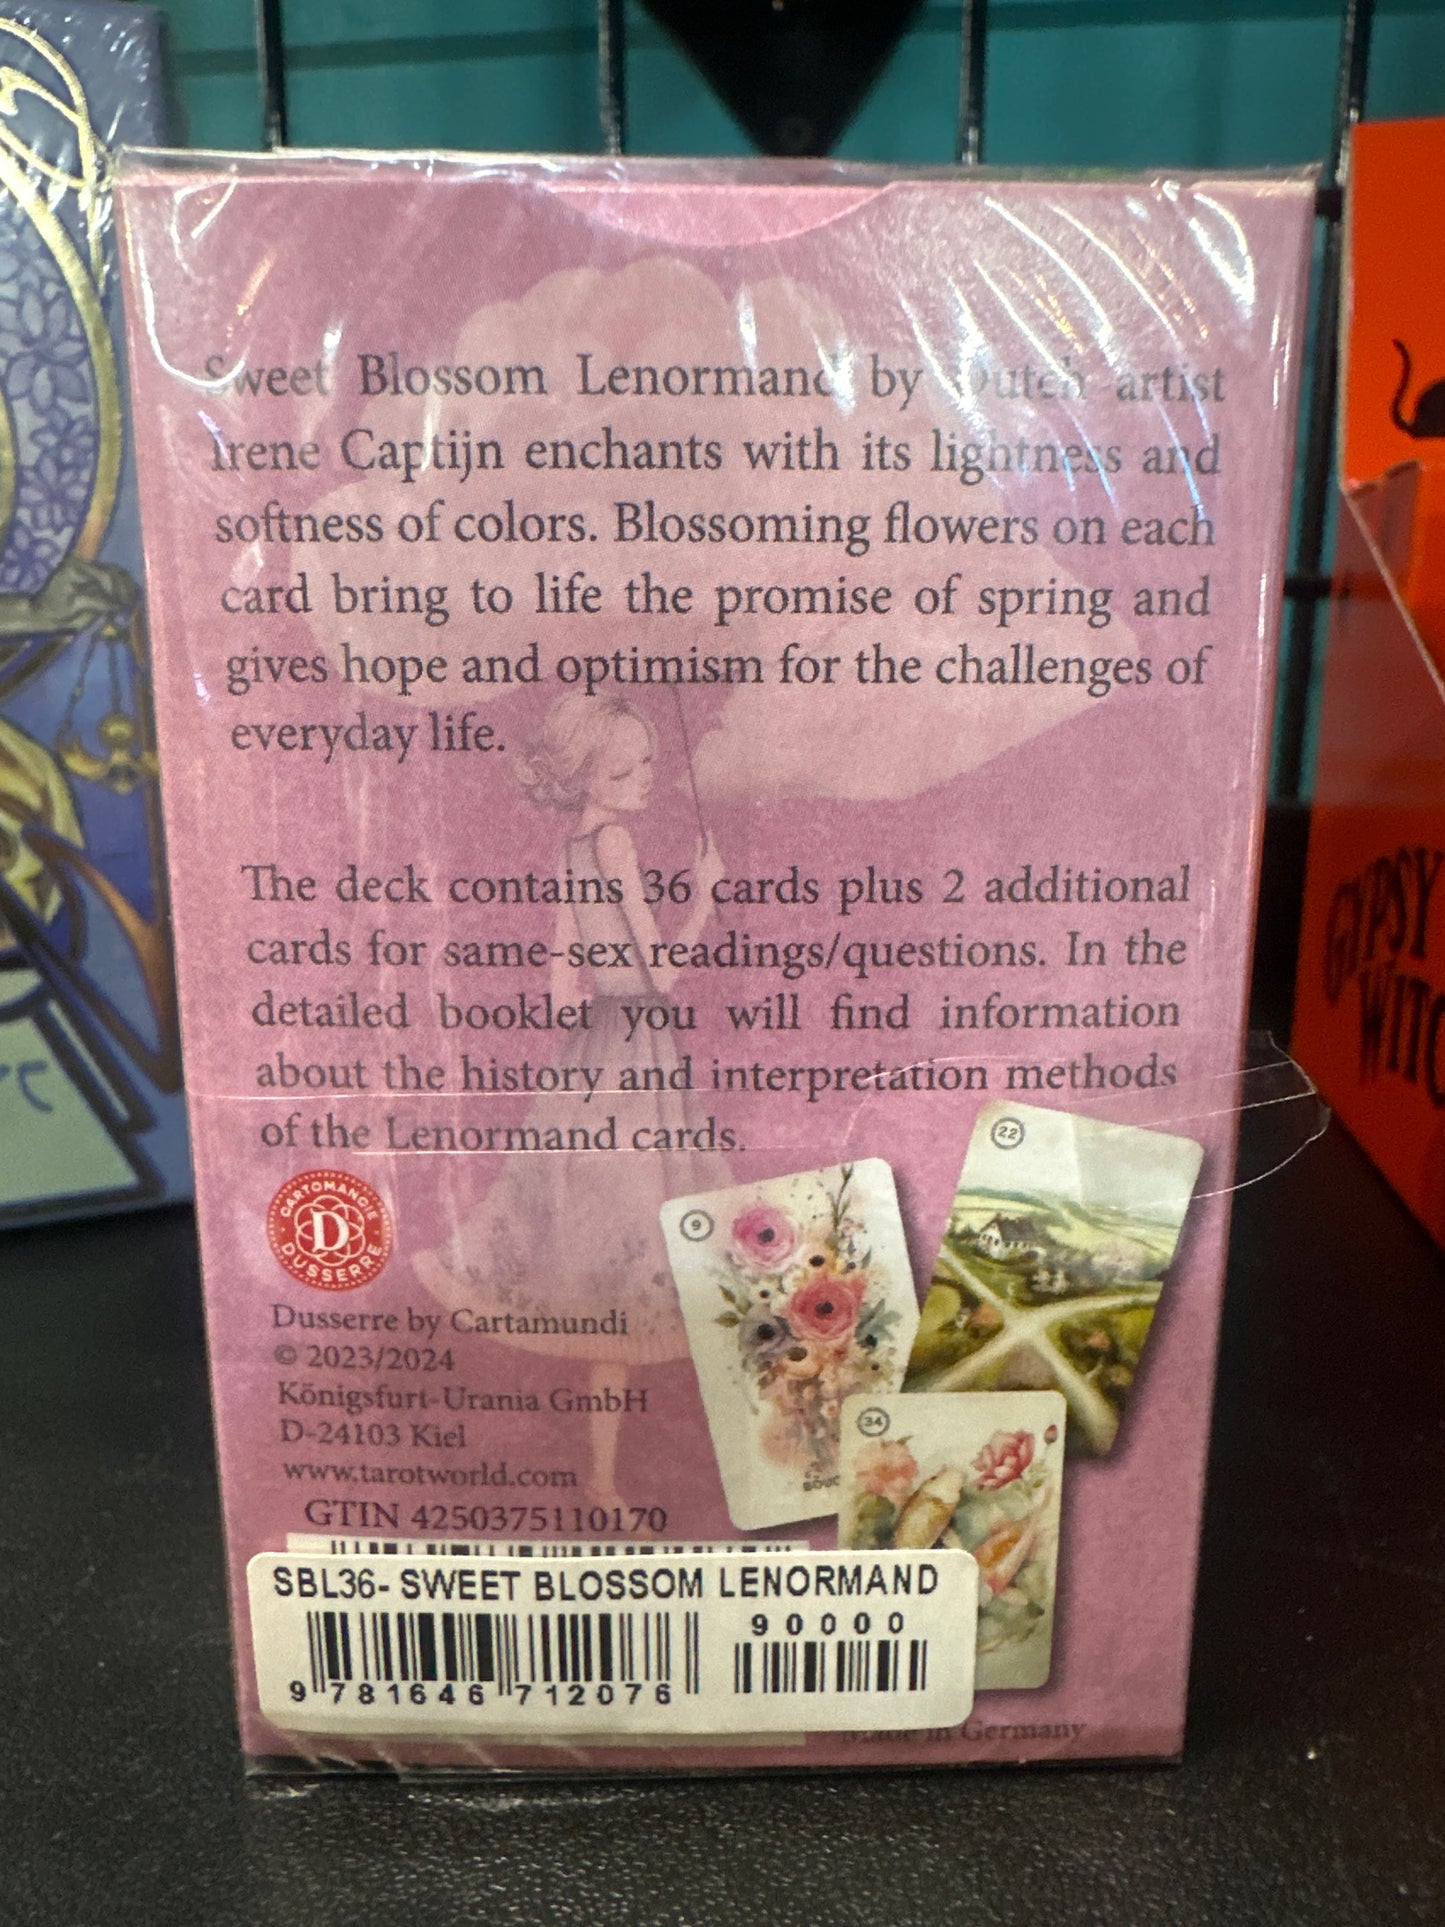 Sweet Blossom Lenormand by Dutch artist
Irene Captijn enchants with its lightness and
softness of colors. Blossoming flowers on each
card bring to life the promise of spring and
gives hope and optimism for the challenges of
everyday life.
The deck contains 36 cards plus 2 additional
cards for same-sex readings/questions. In the
detailed booklet you will find information
about the history and interpretation methods
of the Lenormand cards.
22
9
34
CARTOMANCIE
D
DUSSERRE
Dusserre by Cartamundi
© 2023/2024
Königsfurt-Urania GmbH
D-24103 Kiel
www.tarotworld.com
GTIN 4250375110170
SBL36- SWEET BLOSSOM LENORMAND
90000
9 781646 712076
Made in Germany
GYPSY